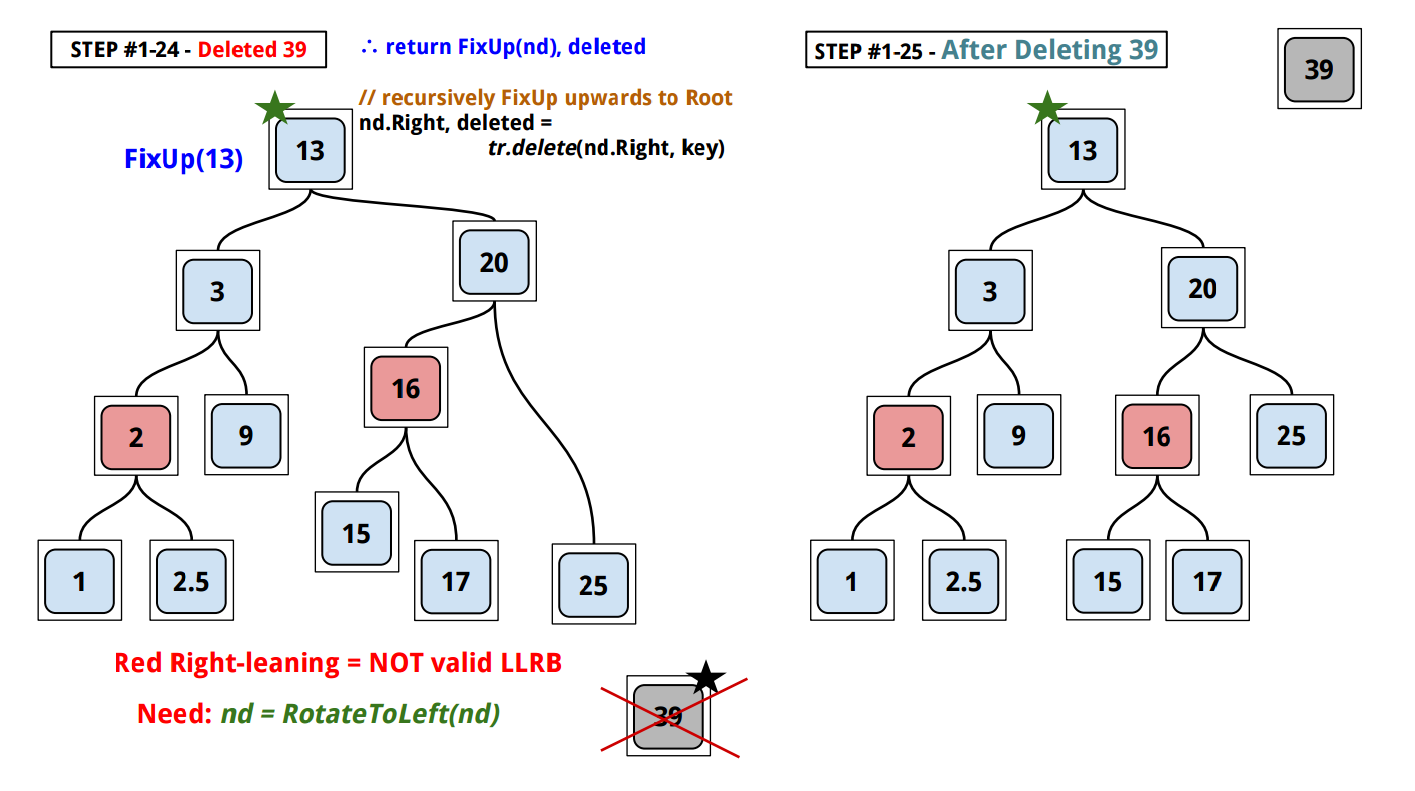 STEP #1-24 - Deleted 39
∴ return FixUp(nd), deleted
// recursively FixUp upwards to Root
nd.Right, deleted =
tr.delete(nd.Right, key)
FixUp(13)
13
3
20
16
2
9
15
1
2.5
17
25
Red Right-leaning = NOT valid LLRB
Need: nd = RotateToLeft(nd)
39
STEP #1-25 - After Deleting 39
39
13
3
20
2
9
16
25
1
2.5
15
17